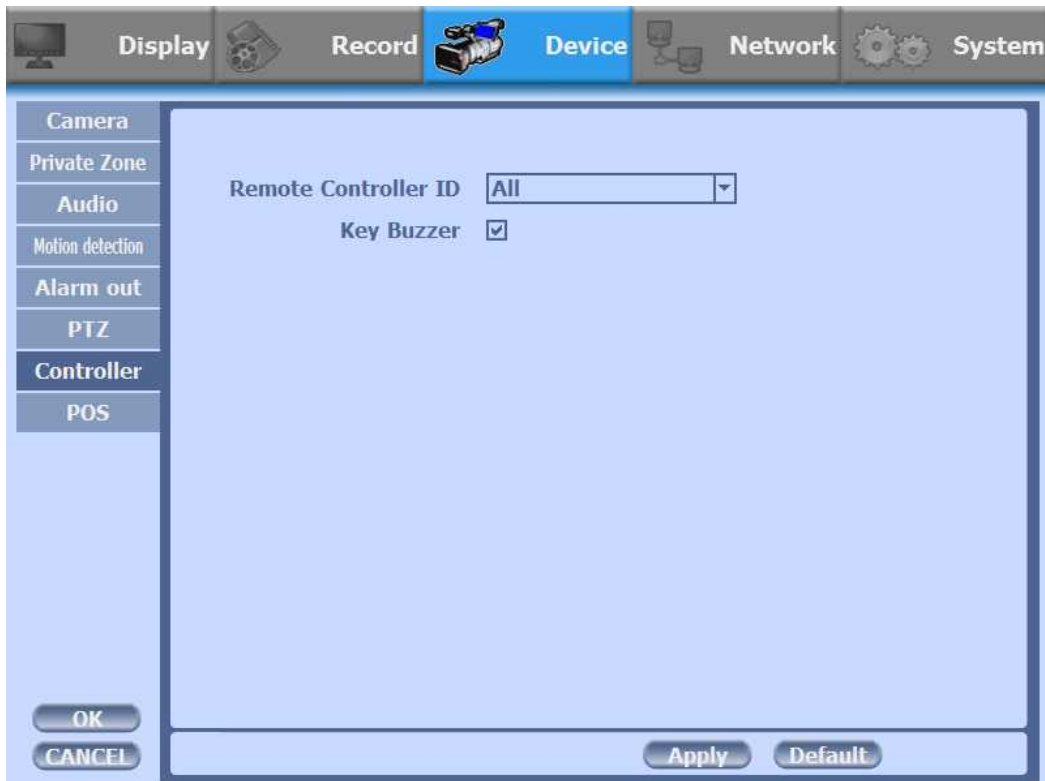 Display Record Device Network System
Camera
Private Zone
Audio
Motion detection
Alarm out
PTZ
Controller
POS
Remote Controller ID All
Key Buzzer
OK
CANCEL
Apply Default